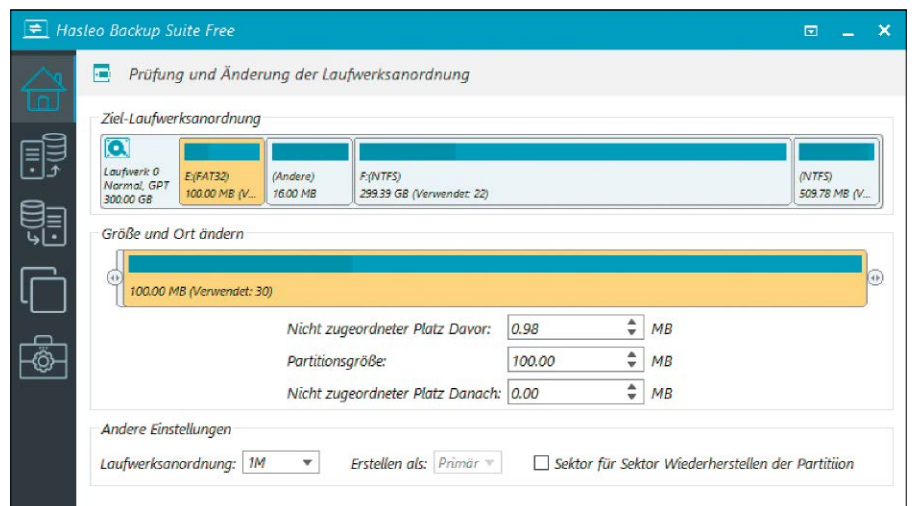 Hasleo Backup Suite Free
Prüfung und Änderung der Laufwerksanordnung
Ziel-Laufwerksanordnung
Laufwerk 0
Normal, GPT
300.00 GB
E:(FAT32)
100.00 MB (V...
(Andere)
16.00 MB
F:(NTFS)
299.39 GB (Verwendet: 22)
(NTFS)
509.78 MB (V...
Größe und Ort ändern
100.00 MB (Verwendet: 30)
Nicht zugeordneter Platz Davor: 0.98 MB
Partitionsgröße: 100.00 MB
Nicht zugeordneter Platz Danach: 0.00 MB
Andere Einstellungen
Laufwerksanordnung: 1M Erstellen als: Primär Sektor für Sektor Wiederherstellen der Partitiion